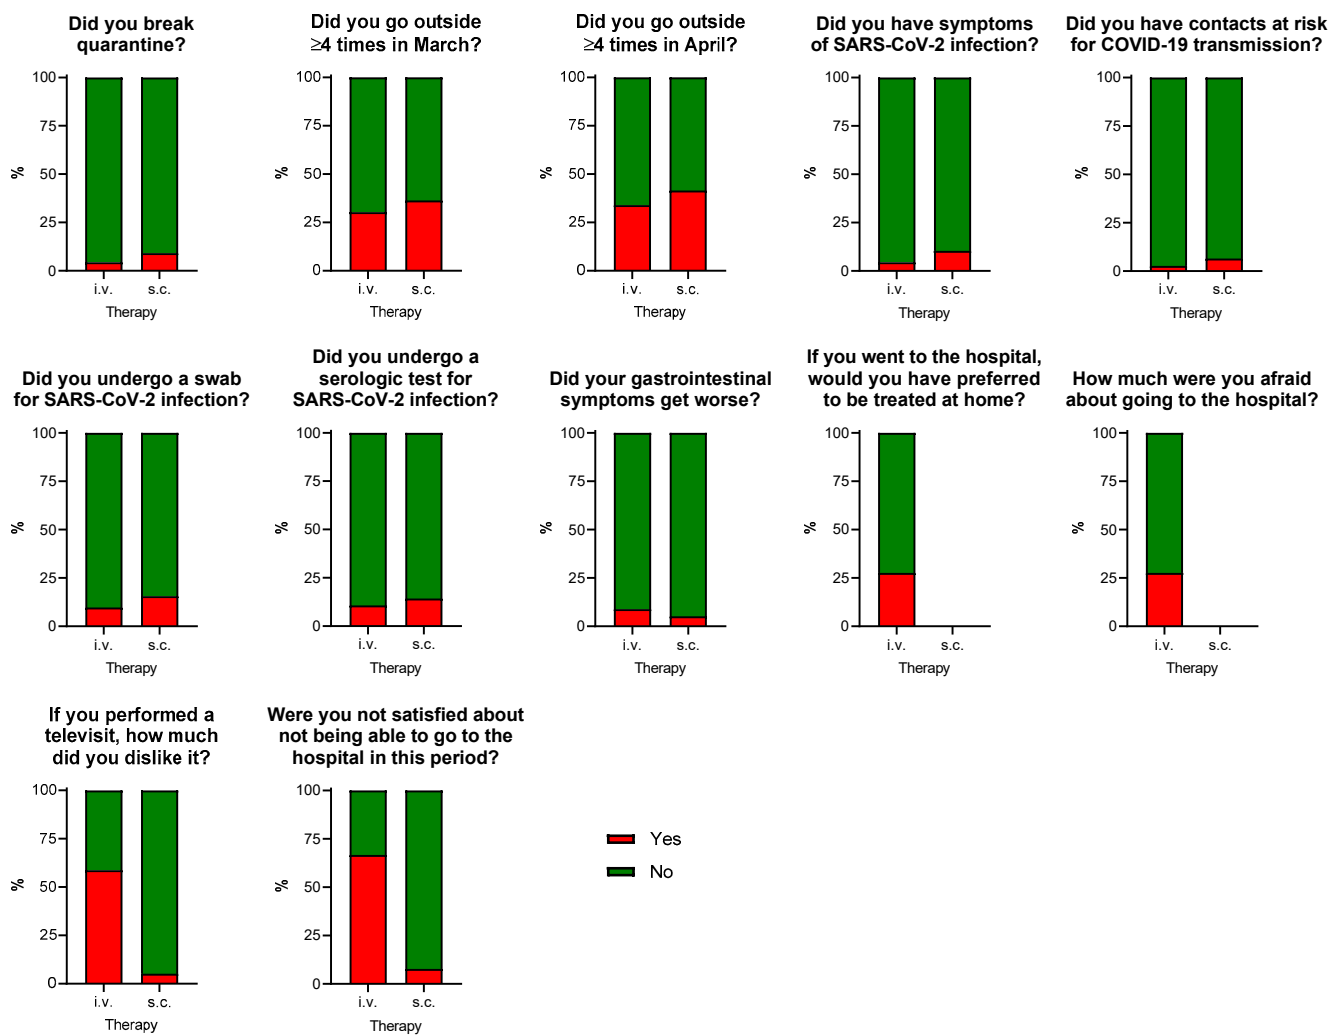 Did you break
quarantine?
100
75
50
25
0
%
i.v.
s.c.
Therapy
Did you go outside
≥4 times in March?
100
75
50
25
0
%
i.v.
s.c.
Therapy
Did you go outside
≥4 times in April?
100
75
50
25
0
%
i.v.
s.c.
Therapy
Did you have symptoms
of SARS-CoV-2 infection?
100
75
50
25
0
%
i.v.
s.c.
Therapy
Did you have contacts at risk
for COVID-19 transmission?
100
75
50
25
0
%
i.v.
s.c.
Therapy
Did you undergo a swab
for SARS-CoV-2 infection?
100
75
50
25
0
%
i.v.
s.c.
Therapy
Did you undergo a
serologic test for
SARS-CoV-2 infection?
100
75
50
25
0
%
i.v.
s.c.
Therapy
Did your gastrointestinal
symptoms get worse?
100
75
50
25
0
%
i.v.
s.c.
Therapy
If you went to the hospital,
would you have preferred
to be treated at home?
100
75
50
25
0
%
i.v.
s.c.
Therapy
How much were you afraid
about going to the hospital?
100
75
50
25
0
%
i.v.
s.c.
Therapy
If you performed a
televisit, how much
did you dislike it?
100
75
50
25
0
%
i.v.
s.c.
Therapy
Were you not satisfied about
not being able to go to the
hospital in this period?
100
75
50
25
0
%
i.v.
s.c.
Therapy
Yes
No